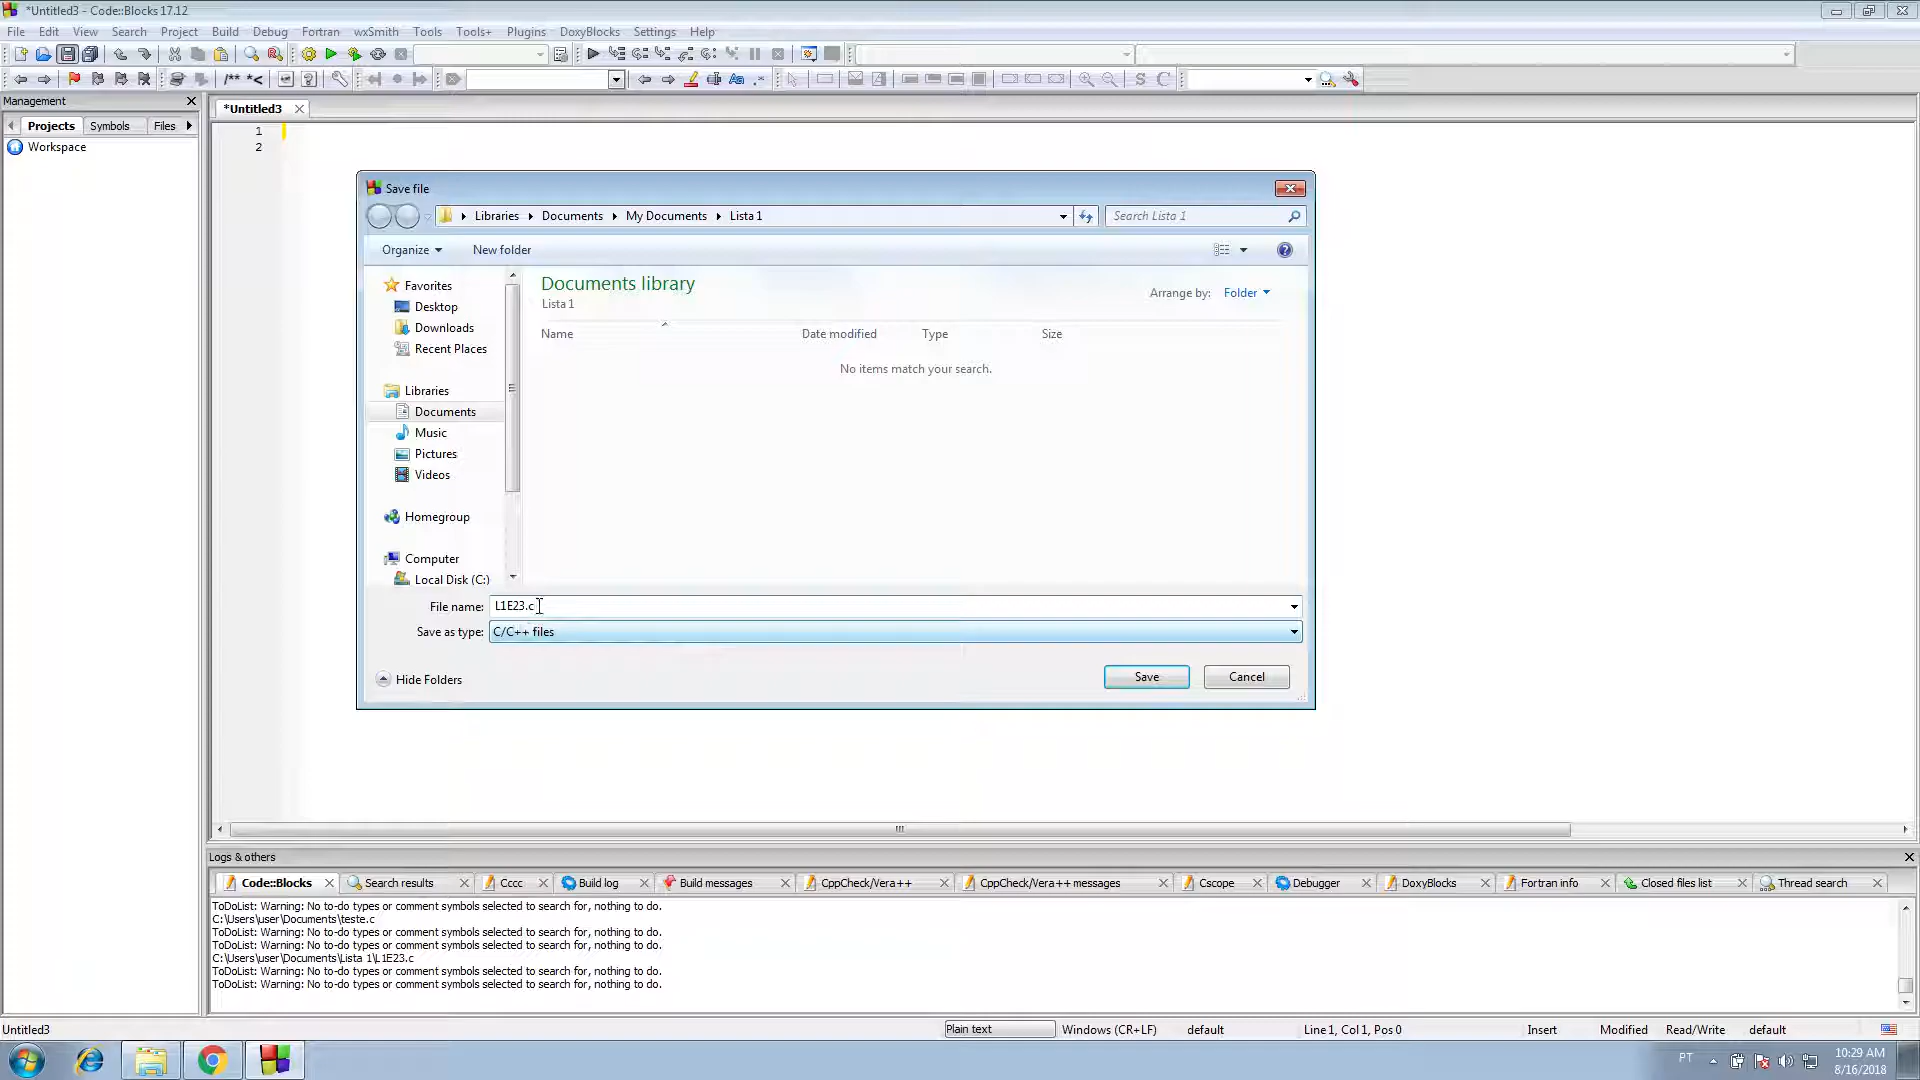 *Untitled3 - Code::Blocks 17.12
File Edit View Search Project Build Debug Fortran wxSmith Tools Tools+ Plugins DoxyBlocks Settings Help
/** *<
Aa .*
S C
Management
*Untitled3
Projects Symbols Files
1
2
Workspace
Save file
Libraries Documents My Documents Lista 1
Search Lista 1
Organize New folder
Favorites
Desktop
Downloads
Recent Places
Libraries
Documents
Music
Pictures
Videos
Homegroup
Computer
Local Disk (C:)
Documents library
Lista 1
Arrange by: Folder
Name Date modified Type Size
No items match your search.
File name: L1E23.c
Save as type: C/C++ files
Hide Folders
Save Cancel
Logs & others
Code::Blocks Search results Cccc Build log Build messages CppCheck/Vera++ CppCheck/Vera++ messages Cscope Debugger DoxyBlocks Fortran info Closed files list Thread search
ToDoList: Warning: No to-do types or comment symbols selected to search for, nothing to do.
C:\Users\user\Documents\teste.c
ToDoList: Warning: No to-do types or comment symbols selected to search for, nothing to do.
ToDoList: Warning: No to-do types or comment symbols selected to search for, nothing to do.
C:\Users\user\Documents\Lista 1\L1E23.c
ToDoList: Warning: No to-do types or comment symbols selected to search for, nothing to do.
ToDoList: Warning: No to-do types or comment symbols selected to search for, nothing to do.
Untitled3 Plain text Windows (CR+LF) default Line 1, Col 1, Pos 0 Insert Modified Read/Write default
PT
10:29 AM
8/16/2018